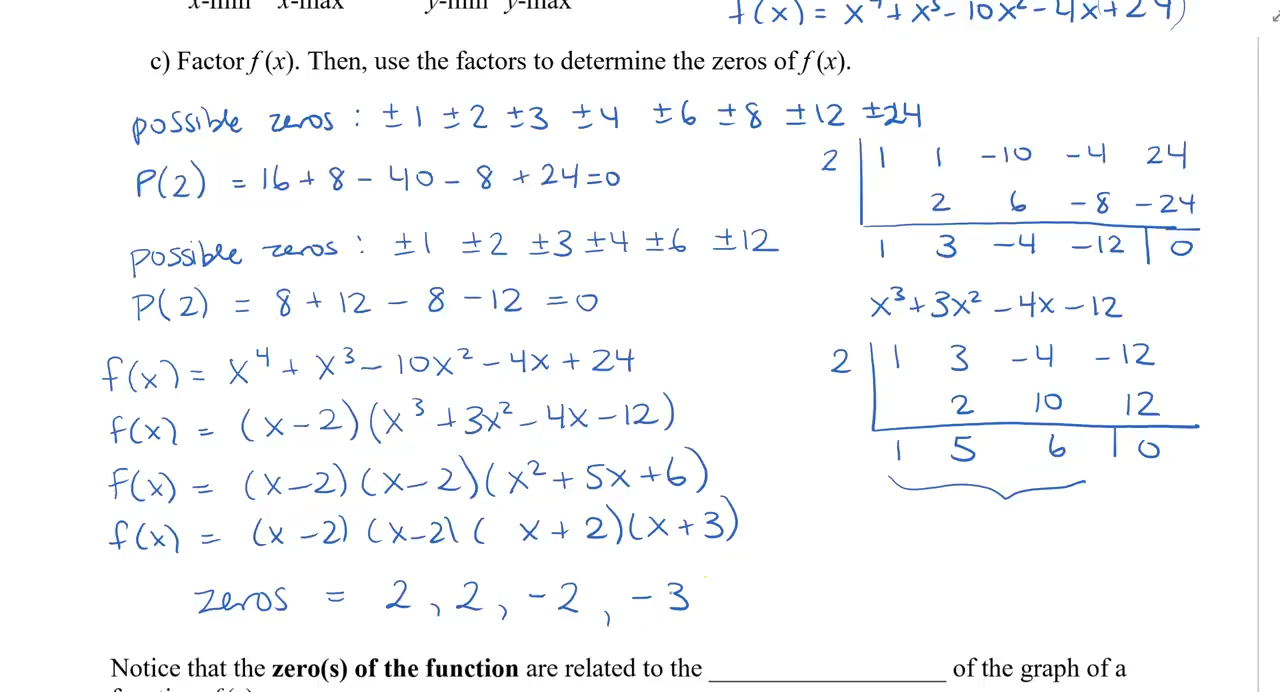 x-min x-max y-min y-max
f(x) = x⁴ + x³ - 10x² - 4x + 24
c) Factor f (x). Then, use the factors to determine the zeros of f (x).
possible zeros : ±1 ±2 ±3 ±4 ±6 ±8 ±12 ±24
P(2) = 16 + 8 - 40 - 8 + 24 = 0
possible zeros : ±1 ±2 ±3 ±4 ±6 ±12
P(2) = 8 + 12 - 8 - 12 = 0
f(x) = x⁴ + x³ - 10x² - 4x + 24
f(x) = (x - 2)(x³ + 3x² - 4x - 12)
f(x) = (x - 2)(x - 2)(x² + 5x + 6)
f(x) = (x - 2)(x - 2)( x + 2)(x + 3)
zeros = 2, 2, -2, -3
2 | 1 1 -10 -4 24
2 6 -8 -24
1 3 -4 -12 | 0
x³ + 3x² - 4x - 12
2 | 1 3 -4 -12
2 10 12
1 5 6 | 0
Notice that the zero(s) of the function are related to the ____________________ of the graph of a